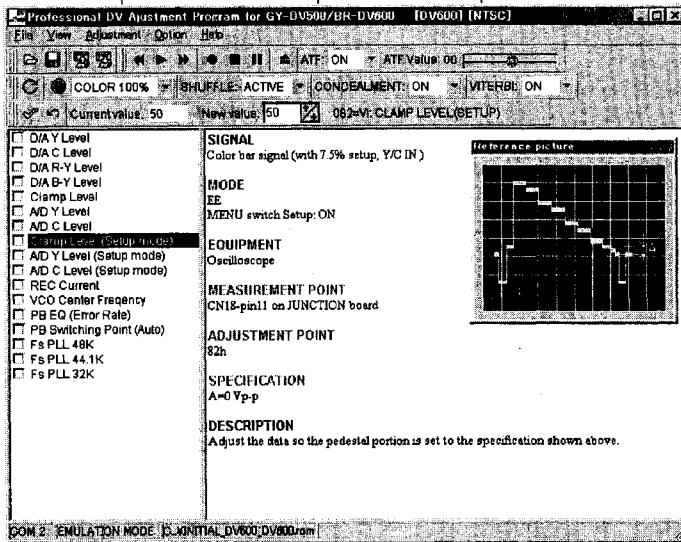 Professional DV Ajustment Program for GY-DV500/BR-DV600 [DV600] [NTSC]
File View Adjustment Option Help
ATF: ON ATF Value: 00
COLOR 100% SHUFFLE: ACTIVE CONCEALMENT: ON VITERBI: ON
Current value: 50 New value: 50 082=VI: CLAMP LEVEL(SETUP)
D/A Y Level
D/A C Level
D/A R-Y Level
D/A B-Y Level
Clamp Level
A/D Y Level
A/D C Level
Clamp Level (Setup mode)
A/D Y Level (Setup mode)
A/D C Level (Setup mode)
REC Current
VCO Center Freqency
PB EQ (Error Rate)
PB Switching Point (Auto)
Fs PLL 48K
Fs PLL 44.1K
Fs PLL 32K
SIGNAL
Color bar signal (with 7.5% setup, Y/C IN )
MODE
EE
MENU switch Setup: ON
EQUIPMENT
Oscilloscope
MEASUREMENT POINT
CN18-pin11 on JUNCTION board
ADJUSTMENT POINT
82h
SPECIFICATION
A=0 Vp-p
DESCRIPTION
Adjust the data so the pedestal portion is set to the specification shown above.
Reference picture
COM 2 EMULATION MODE C:\INITIAL_DV600\DV600.rom